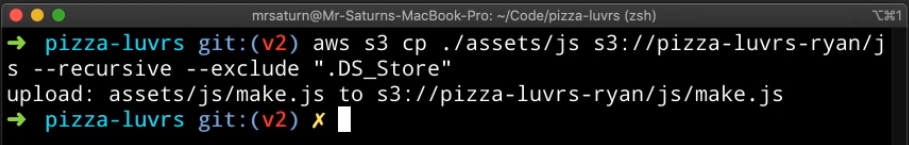 mrsaturn@Mr-Saturns-MacBook-Pro: ~/Code/pizza-luvrs (zsh) ⌥⌘1
➜ pizza-luvrs git:(v2) aws s3 cp ./assets/js s3://pizza-luvrs-ryan/j
s --recursive --exclude ".DS_Store"
upload: assets/js/make.js to s3://pizza-luvrs-ryan/js/make.js
➜ pizza-luvrs git:(v2) ✗